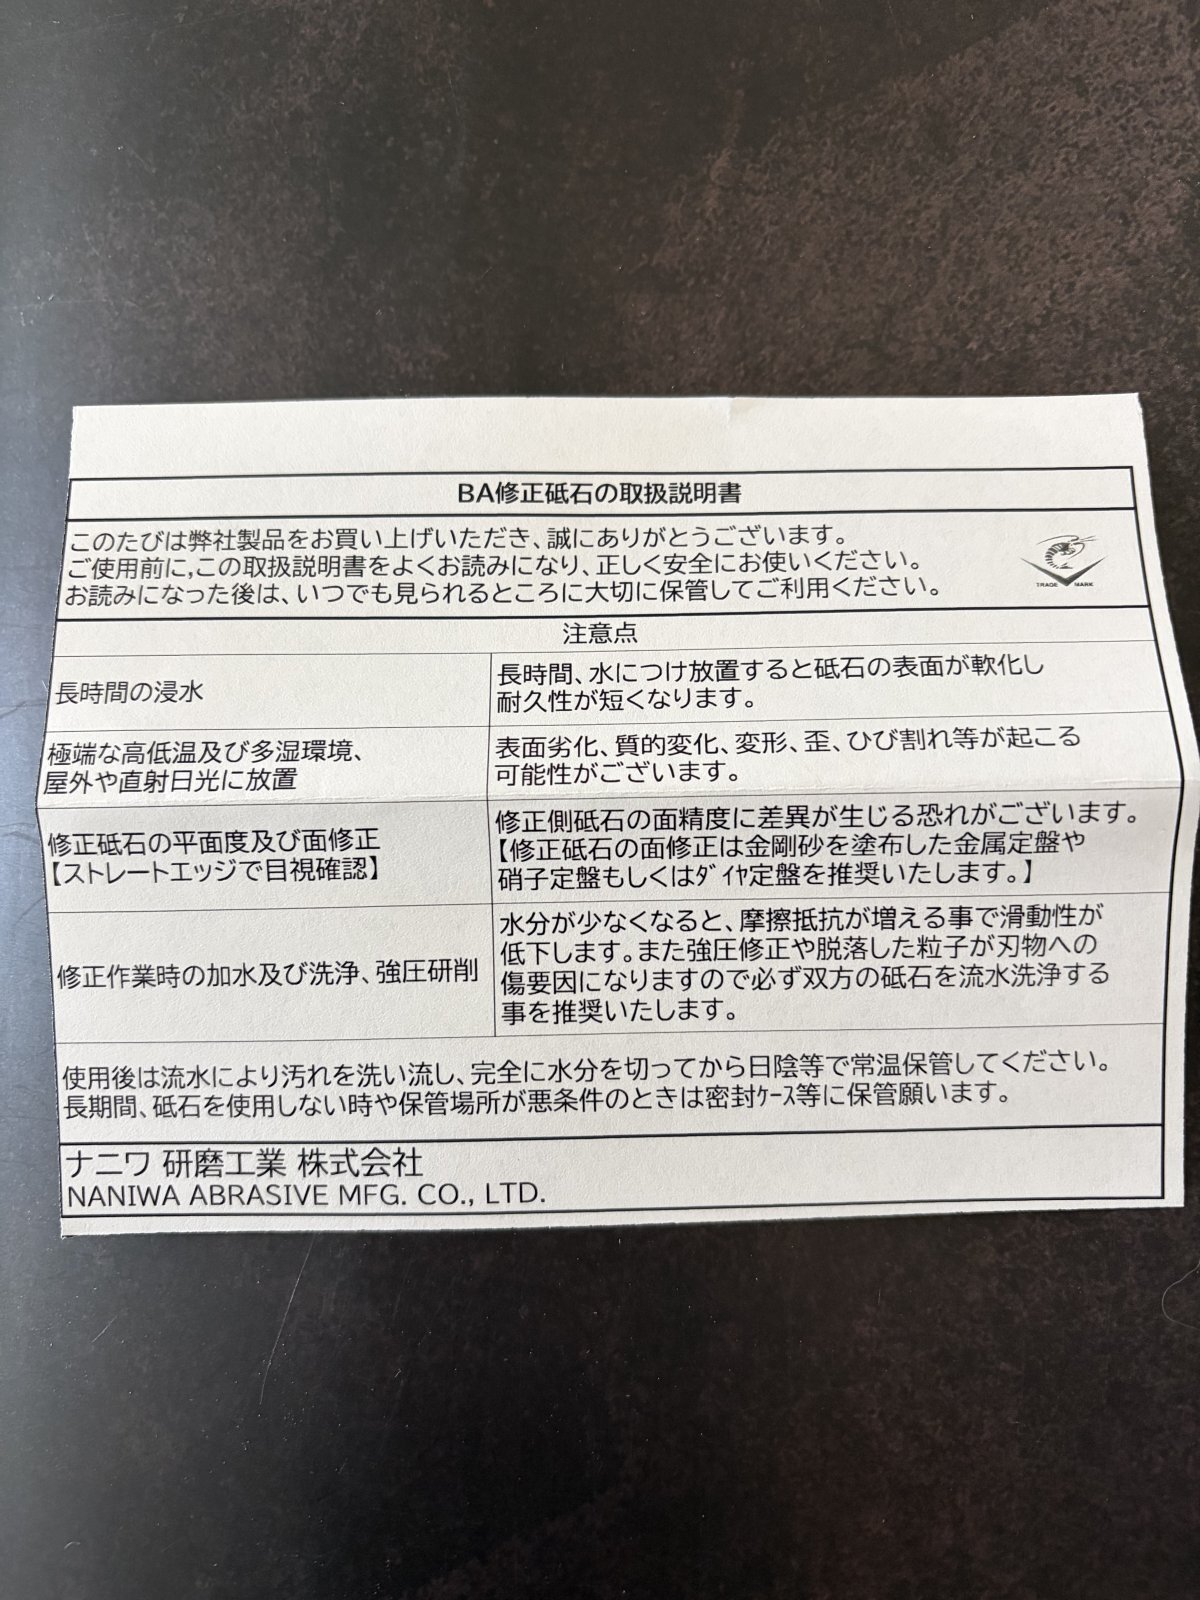 BA修正砥石の取扱説明書
このたびは弊社製品をお買い上げいただき、誠にありがとうございます。
ご使用前に,この取扱説明書をよくお読みになり、正しく安全にお使いください。
お読みになった後は、いつでも見られるところに大切に保管してご利用ください。
TRADE MARK
注意点
長時間の浸水
長時間、水につけ放置すると砥石の表面が軟化し
耐久性が短くなります。
極端な高低温及び多湿環境、
屋外や直射日光に放置
表面劣化、質的変化、変形、歪、ひび割れ等が起こる
可能性がございます。
修正砥石の平面度及び面修正
【ストレートエッジで目視確認】
修正側砥石の面精度に差異が生じる恐れがございます。
【修正砥石の面修正は金剛砂を塗布した金属定盤や
硝子定盤もしくはﾀﾞｲﾔ定盤を推奨いたします。】
修正作業時の加水及び洗浄、強圧研削
水分が少なくなると、摩擦抵抗が増える事で滑動性が
低下します。また強圧修正や脱落した粒子が刃物への
傷要因になりますので必ず双方の砥石を流水洗浄する
事を推奨いたします。
使用後は流水により汚れを洗い流し、完全に水分を切ってから日陰等で常温保管してください。
長期間、砥石を使用しない時や保管場所が悪条件のときは密封ｹｰｽ等に保管願います。
ナニワ 研磨工業 株式会社
NANIWA ABRASIVE MFG. CO., LTD.